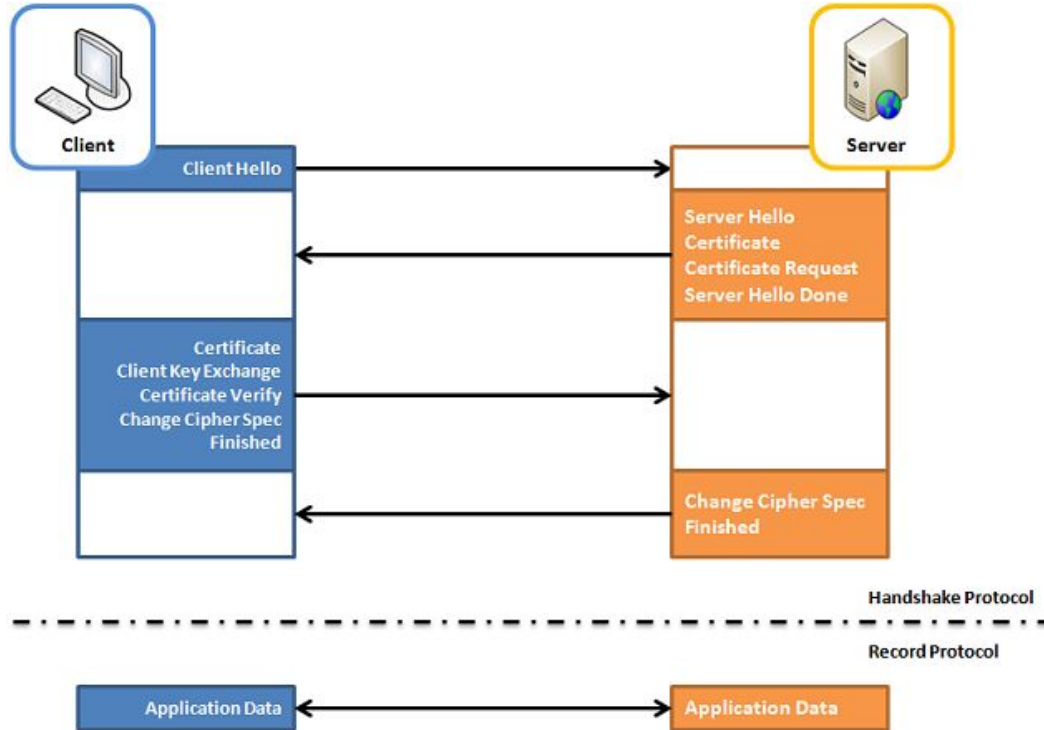 Client
Server
Client Hello
Server Hello
Certificate
Certificate Request
Server Hello Done
Certificate
Client Key Exchange
Certificate Verify
Change Cipher Spec
Finished
Change Cipher Spec
Finished
Handshake Protocol
Record Protocol
Application Data
Application Data